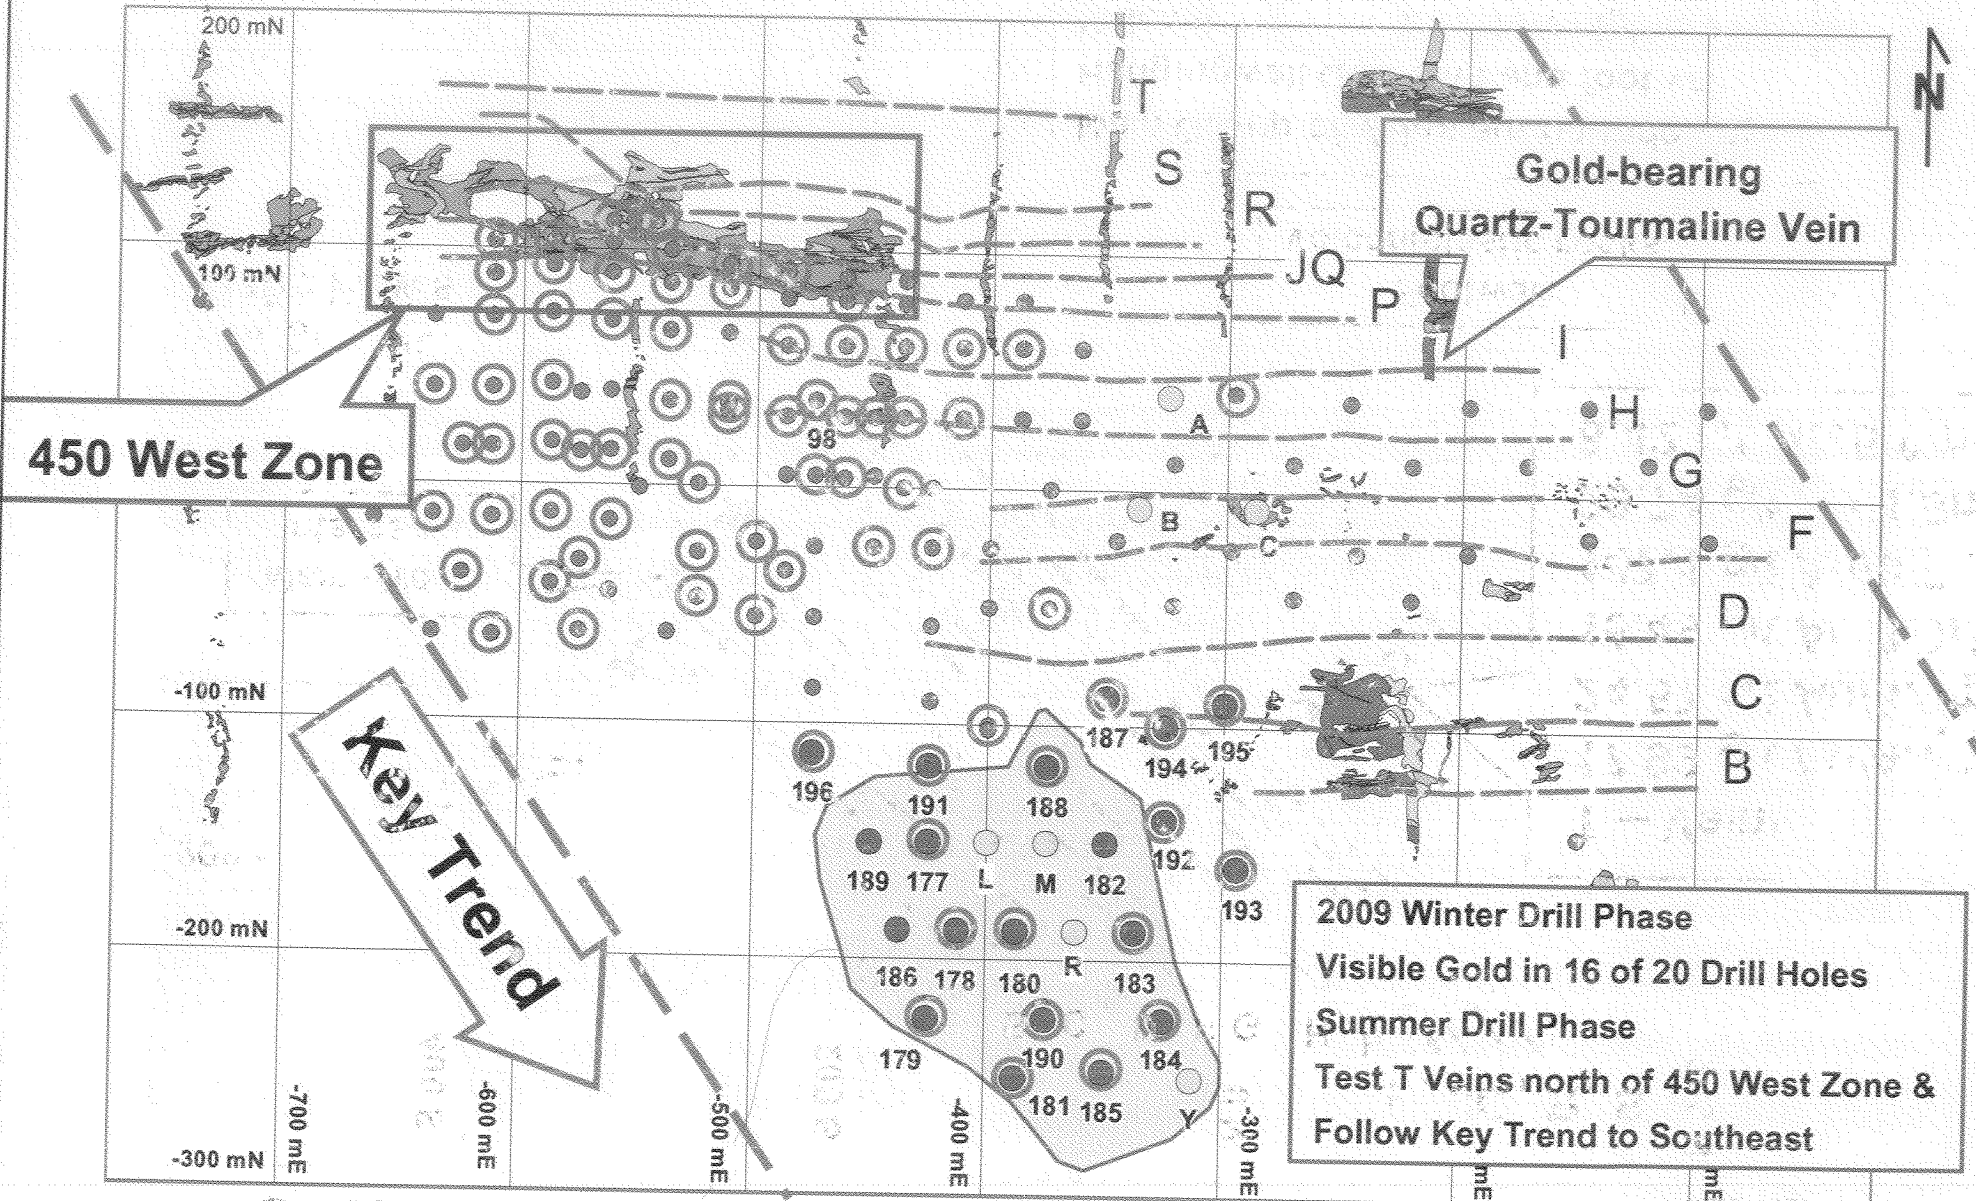 200 mN
N
T
S
R
JQ
P
I
H
G
F
D
C
B
Gold-bearing
Quartz-Tourmaline Vein
100 mN
450 West Zone
98
A
B
C
-100 mN
Key Trend
187
194
195
196
191
188
192
193
189
177
L
M
182
-200 mN
186
178
180
R
183
179
190
184
181
185
Y
-300 mN
-700 mE
-600 mE
-500 mE
-400 mE
-300 mE
mE
mE
2009 Winter Drill Phase
Visible Gold in 16 of 20 Drill Holes
Summer Drill Phase
Test T Veins north of 450 West Zone &
Follow Key Trend to Southeast